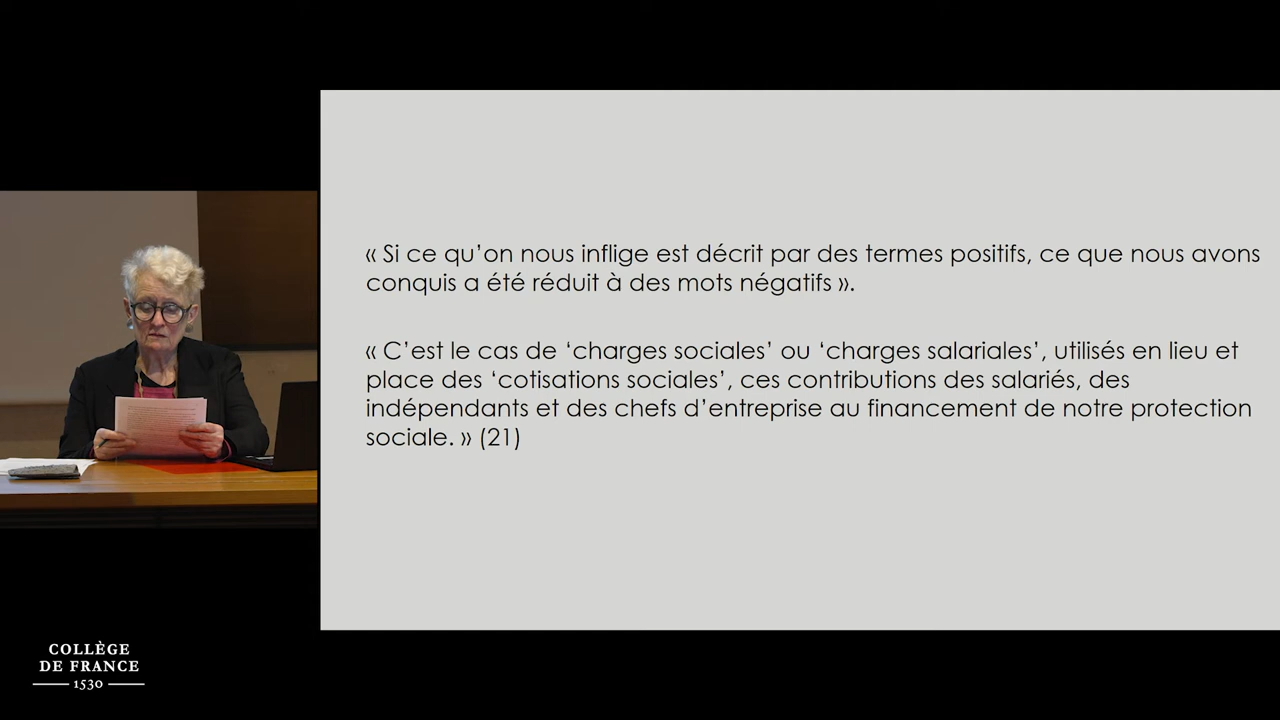 « Si ce qu’on nous inflige est décrit par des termes positifs, ce que nous avons
conquis a été réduit à des mots négatifs ».
« C’est le cas de ‘charges sociales’ ou ‘charges salariales’, utilisés en lieu et
place des ‘cotisations sociales’, ces contributions des salariés, des
indépendants et des chefs d’entreprise au financement de notre protection
sociale. » (21)
COLLÈGE
DE FRANCE
1530